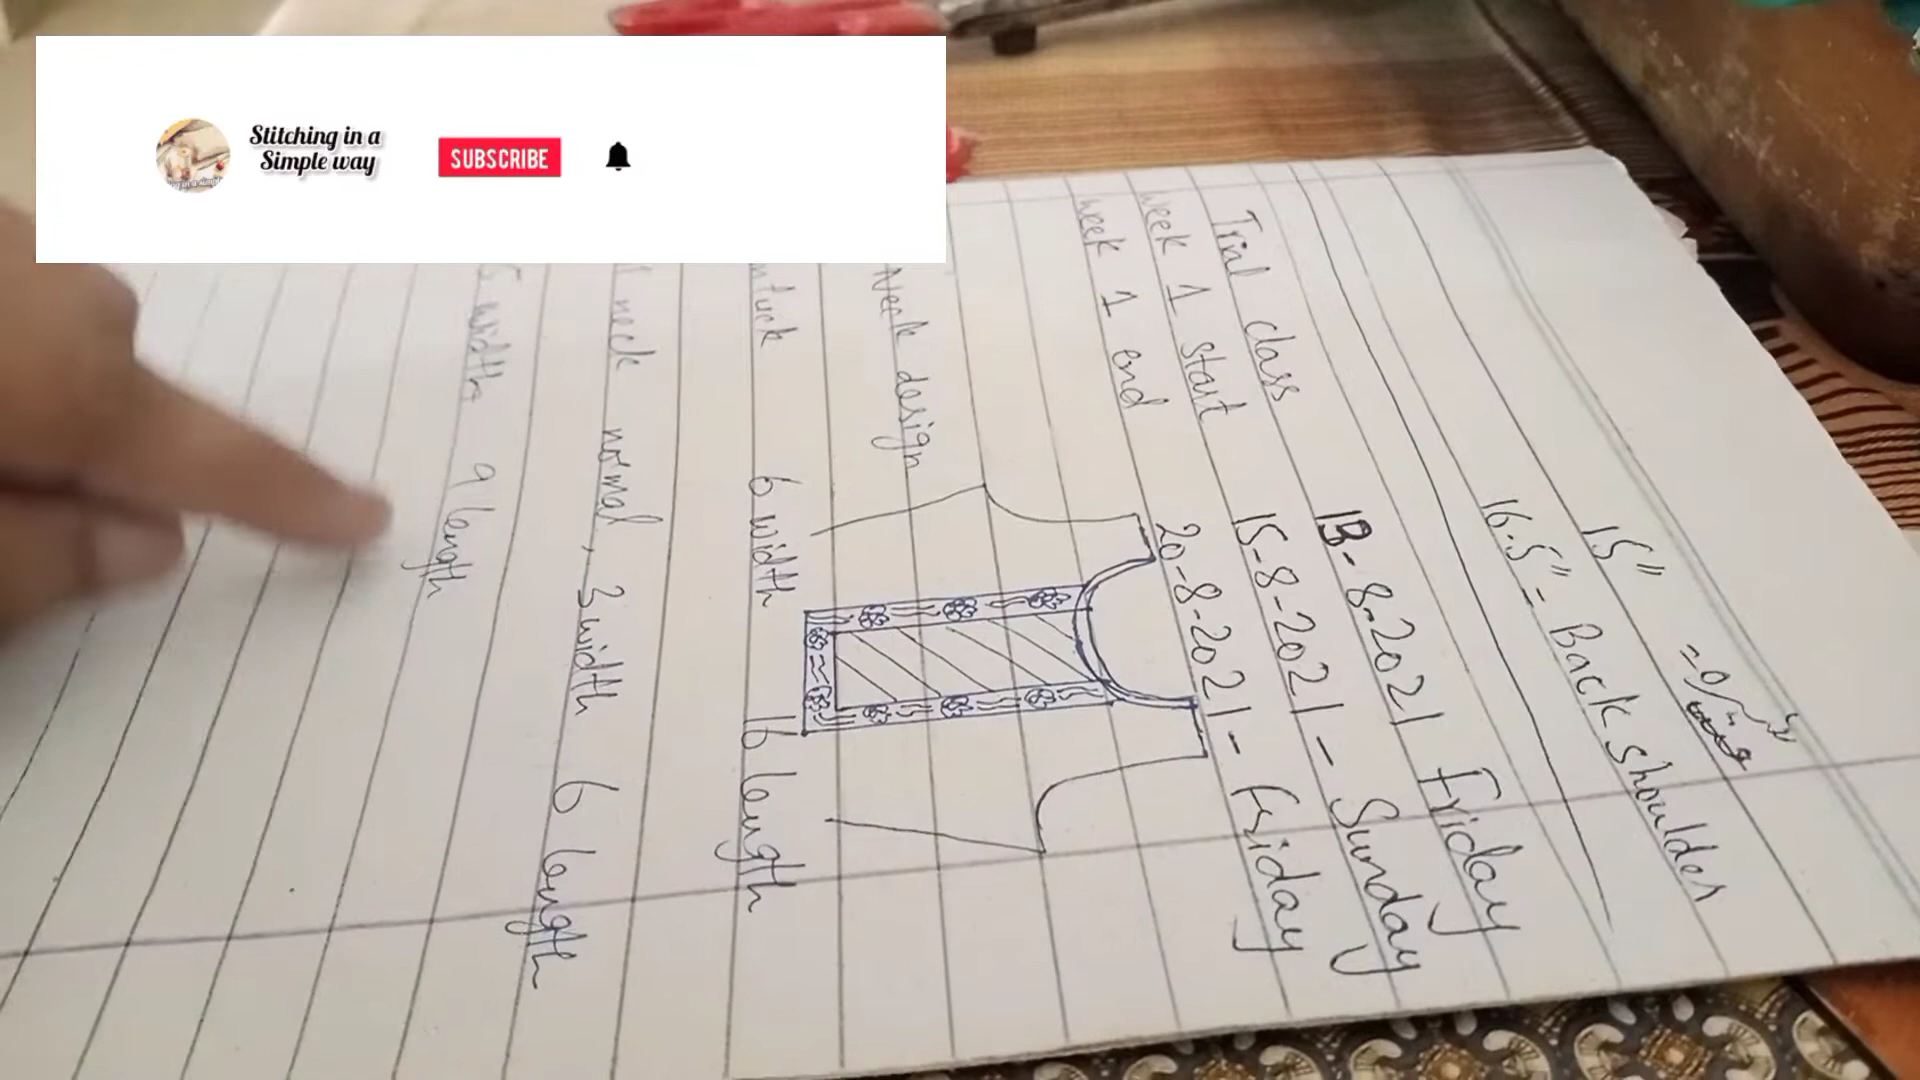 Stitching in a
Simple way
SUBSCRIBE
15"
16.5" - Back shoulder
Trial class 13-8-2021 Friday
week 1 start 15-8-2021 - Sunday
week 1 end 20-8-2021 - Friday
Neck design
6 width 16 length
neck normal, 3 width 6 length
5 width 9 length